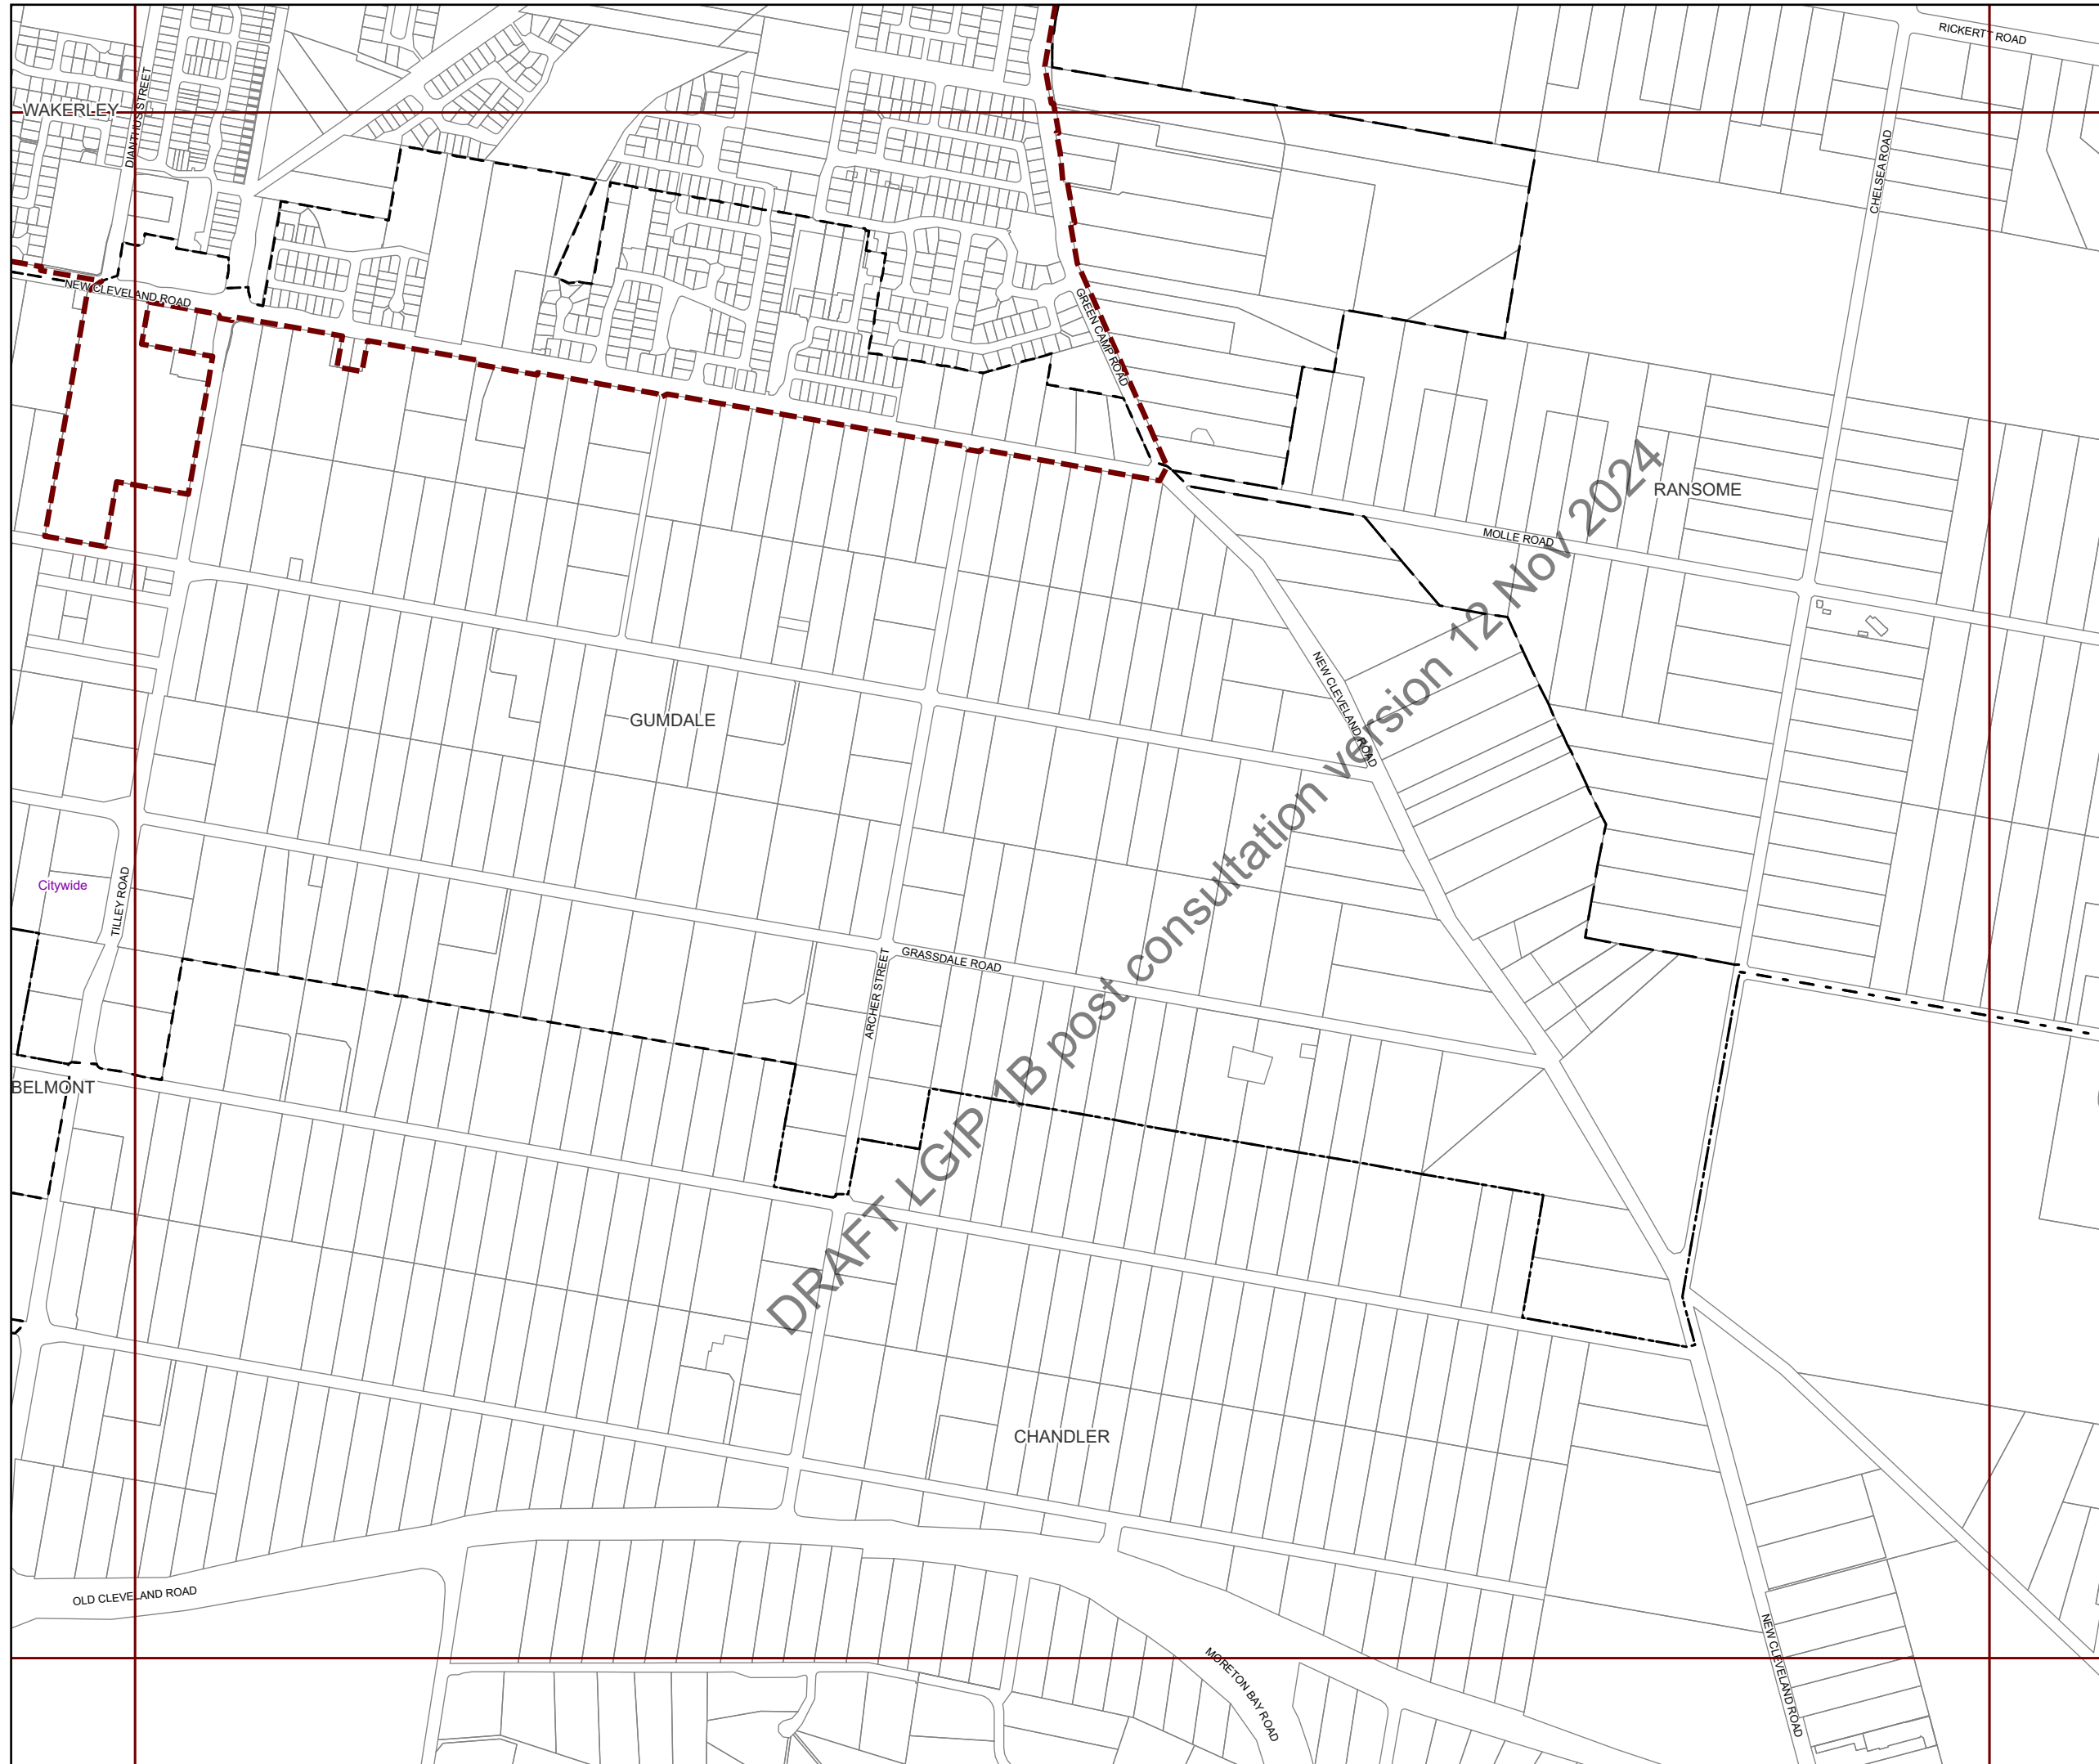 RICKERTT ROAD
WAKERLEY
DIANTHUS STREET
CHELSEA ROAD
NEW CLEVELAND ROAD
GREEN CAMP ROAD
RANSOME
MOLLE ROAD
NEW CLEVELAND ROAD
GUMDALE
Citywide
TILLEY ROAD
GRASSDALE ROAD
ARCHER STREET
BELMONT
DRAFT LGIP 1B post consultation version 12 Nov 2024
CHANDLER
OLD CLEVELAND ROAD
MORETON BAY ROAD
NEW CLEVELAND ROAD